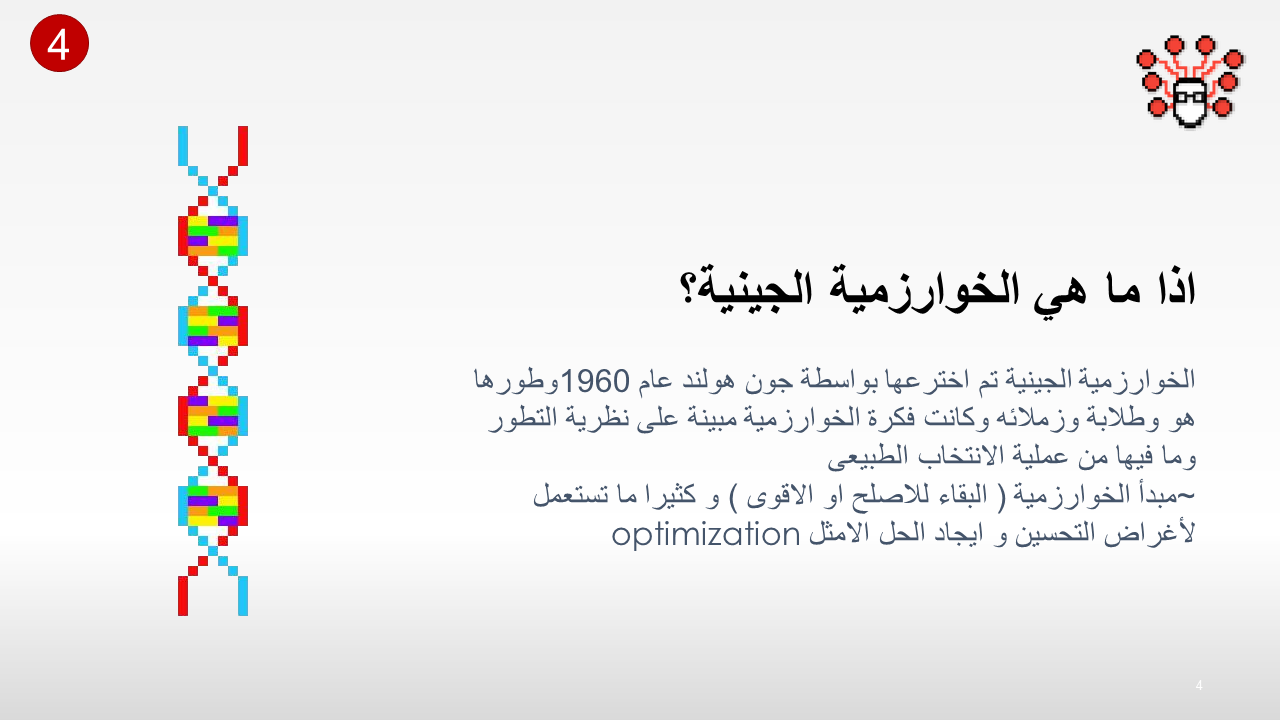 4
اذا ما هي الخوارزمية الجينية؟
الخوارزمية الجينية تم اختر عها بواسطة جون هولند عام 1960وطورها
هو وطلابة وزملائه وكانت فكرة الخوارزمية مبينة على نظرية التطور
وما فيها من عملية الانتخاب الطبيعى
~مبدأ الخوارزمية ( البقاء للاصلح او الاقوى ) و كثيرا ما تستعمل
لأغراض التحسين و ايجاد الحل الامثل optimization
4